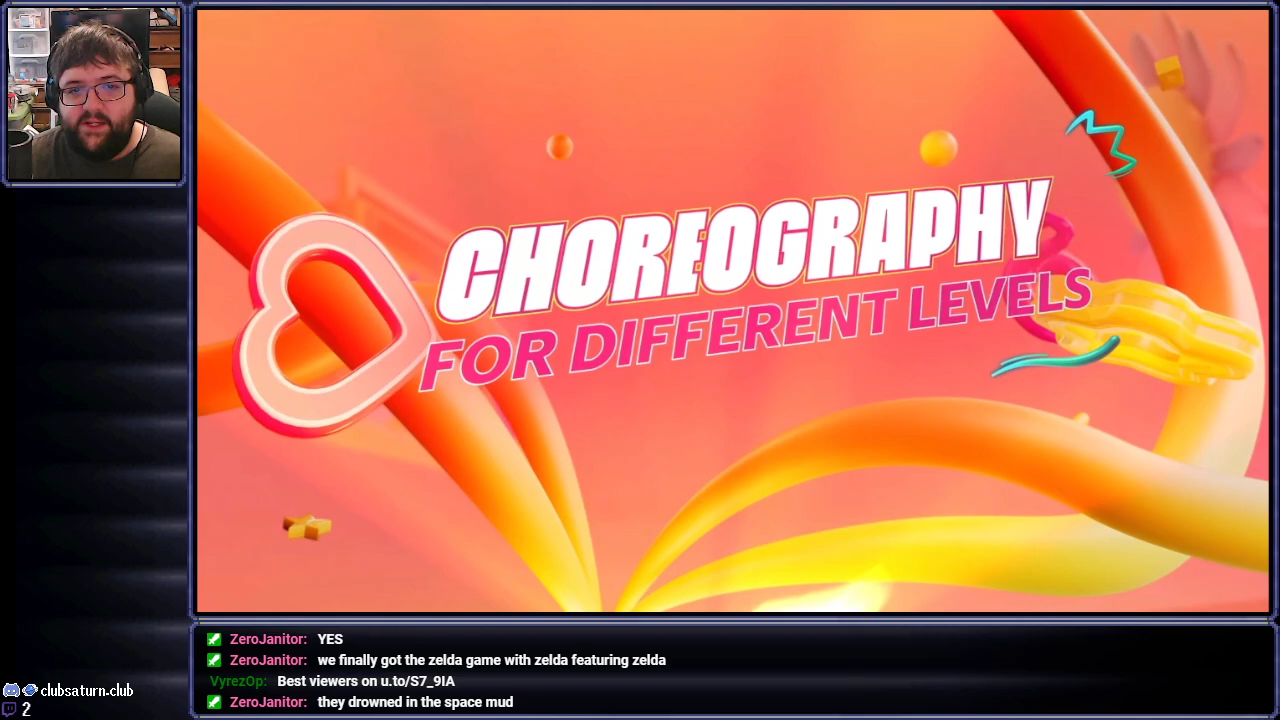 CHOREOGRAPHY
FOR DIFFERENT LEVELS
ZeroJanitor: YES
ZeroJanitor: we finally got the zelda game with zelda featuring zelda
VyrezOp: Best viewers on u.to/S7_9IA
ZeroJanitor: they drowned in the space mud
clubsaturn.club
2